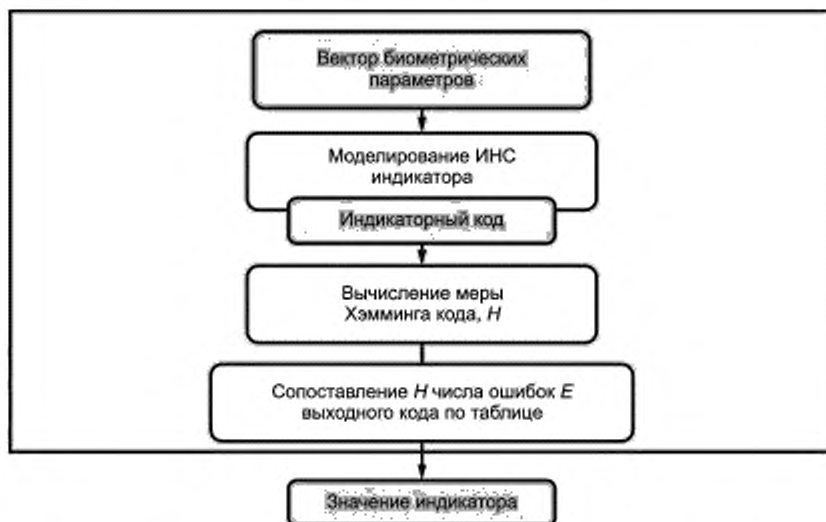 Вектор биометрических
параметров
Моделирование ИНС
индикатора
Индикаторный код
Вычисление меры
Хэмминга кода, H
Сопоставление H числа ошибок E
выходного кода по таблице
Значение индикатора